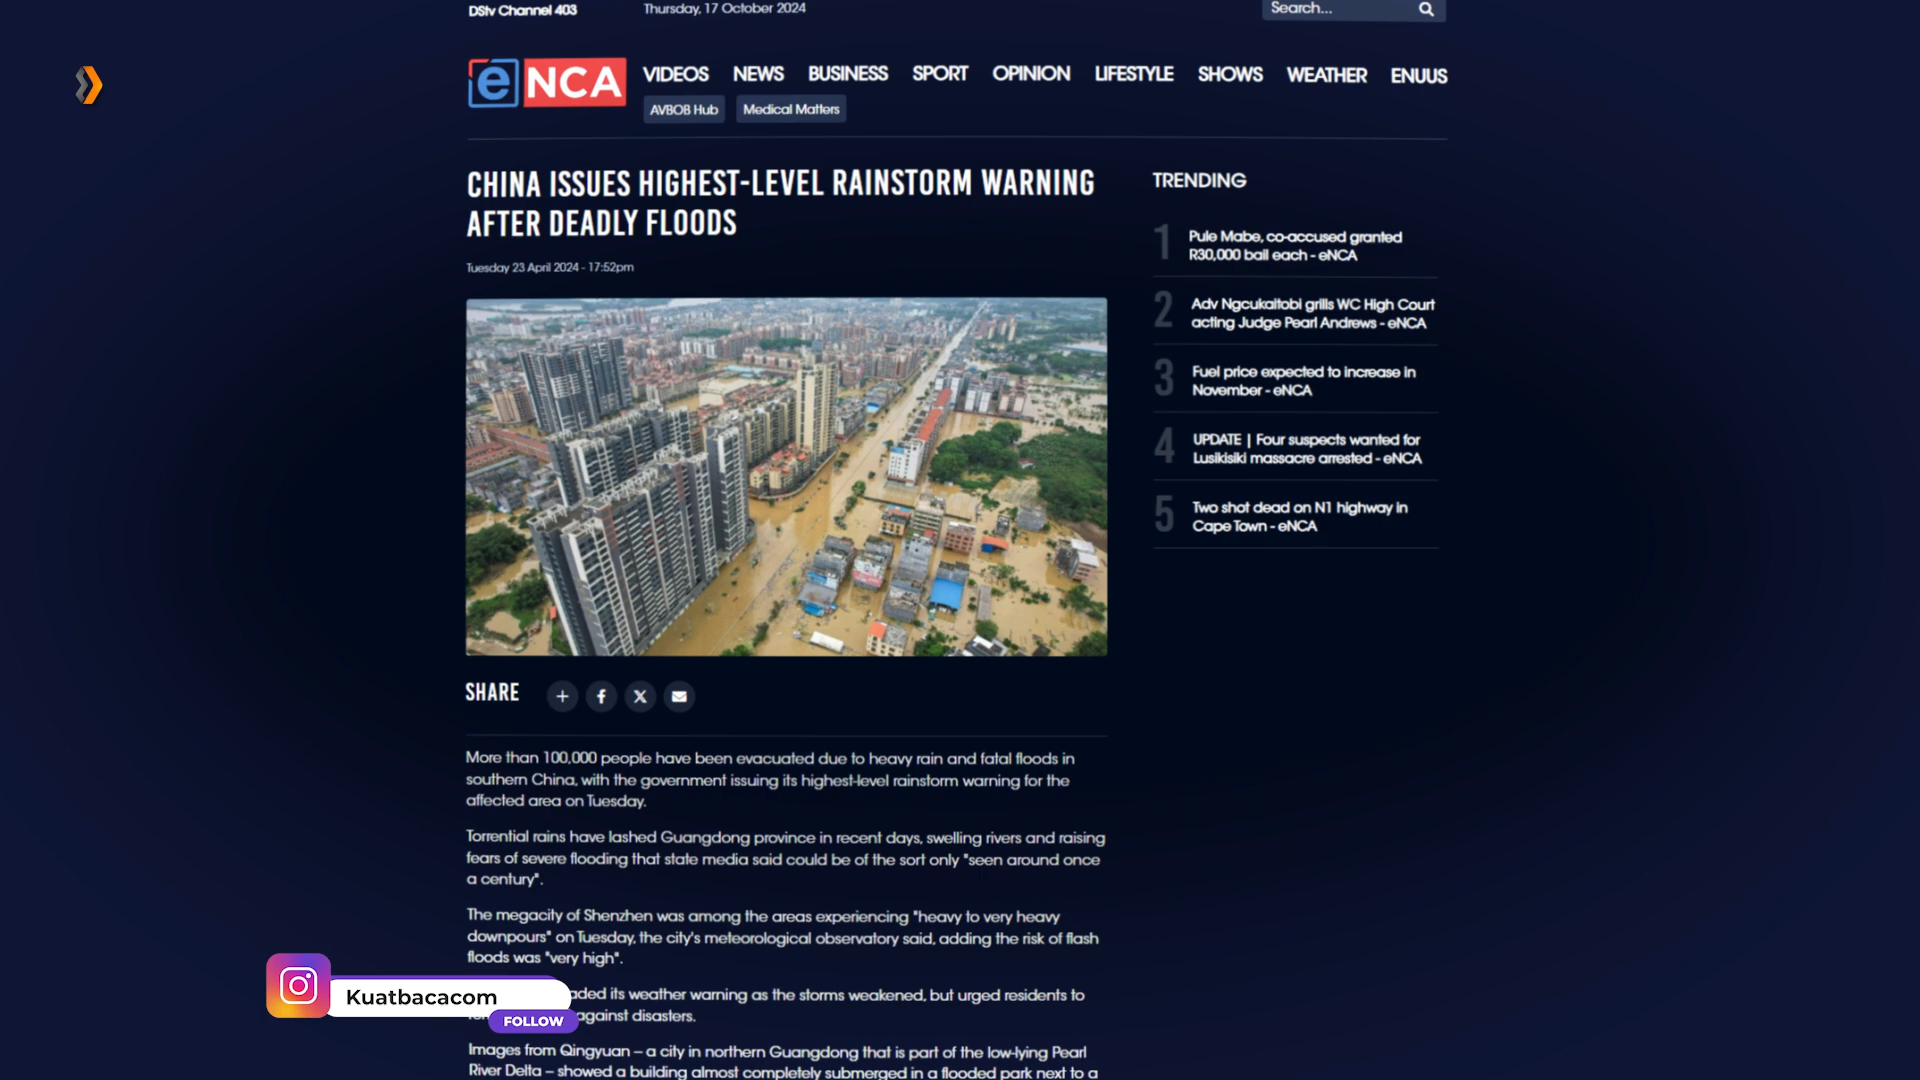 DStv Channel 403
Thursday, 17 October 2024
Search...
eNCA
VIDEOS NEWS BUSINESS SPORT OPINION LIFESTYLE SHOWS WEATHER ENUUS
AVBOB Hub Medical Matters
CHINA ISSUES HIGHEST-LEVEL RAINSTORM WARNING
AFTER DEADLY FLOODS
Tuesday 23 April 2024 - 17:52pm
SHARE
More than 100,000 people have been evacuated due to heavy rain and fatal floods in
southern China, with the government issuing its highest-level rainstorm warning for the
affected area on Tuesday.
Torrential rains have lashed Guangdong province in recent days, swelling rivers and raising
fears of severe flooding that state media said could be of the sort only "seen around once
a century".
The megacity of Shenzhen was among the areas experiencing "heavy to very heavy
downpours" on Tuesday, the city's meteorological observatory said, adding the risk of flash
floods was "very high".
its weather warning as the storms weakened, but urged residents to
against disasters.
Images from Qingyuan – a city in northern Guangdong that is part of the low-lying Pearl
River Delta – showed a building almost completely submerged in a flooded park next to a
TRENDING
1 Pule Mabe, co-accused granted
R30,000 bail each - eNCA
2 Adv Ngcukaitobi grills WC High Court
acting Judge Pearl Andrews - eNCA
3 Fuel price expected to increase in
November - eNCA
4 UPDATE | Four suspects wanted for
Lusikisiki massacre arrested - eNCA
5 Two shot dead on N1 highway in
Cape Town - eNCA
Kuatbacacom
FOLLOW